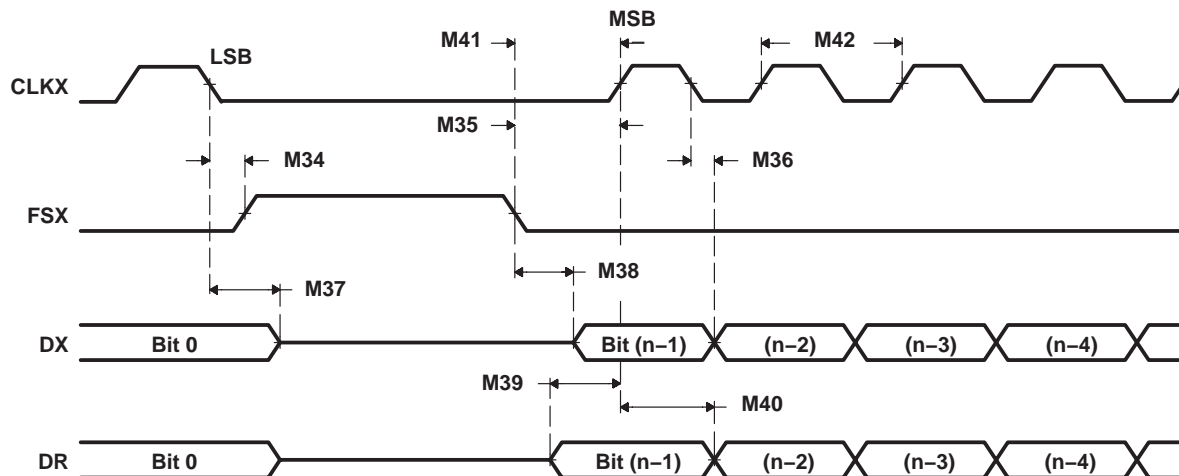 MSB
M41
M42
LSB
CLKX
M35
M34
M36
FSX
M38
M37
DX
Bit 0
Bit (n−1)
(n−2)
(n−3)
(n−4)
M39
M40
DR
Bit 0
Bit (n−1)
(n−2)
(n−3)
(n−4)